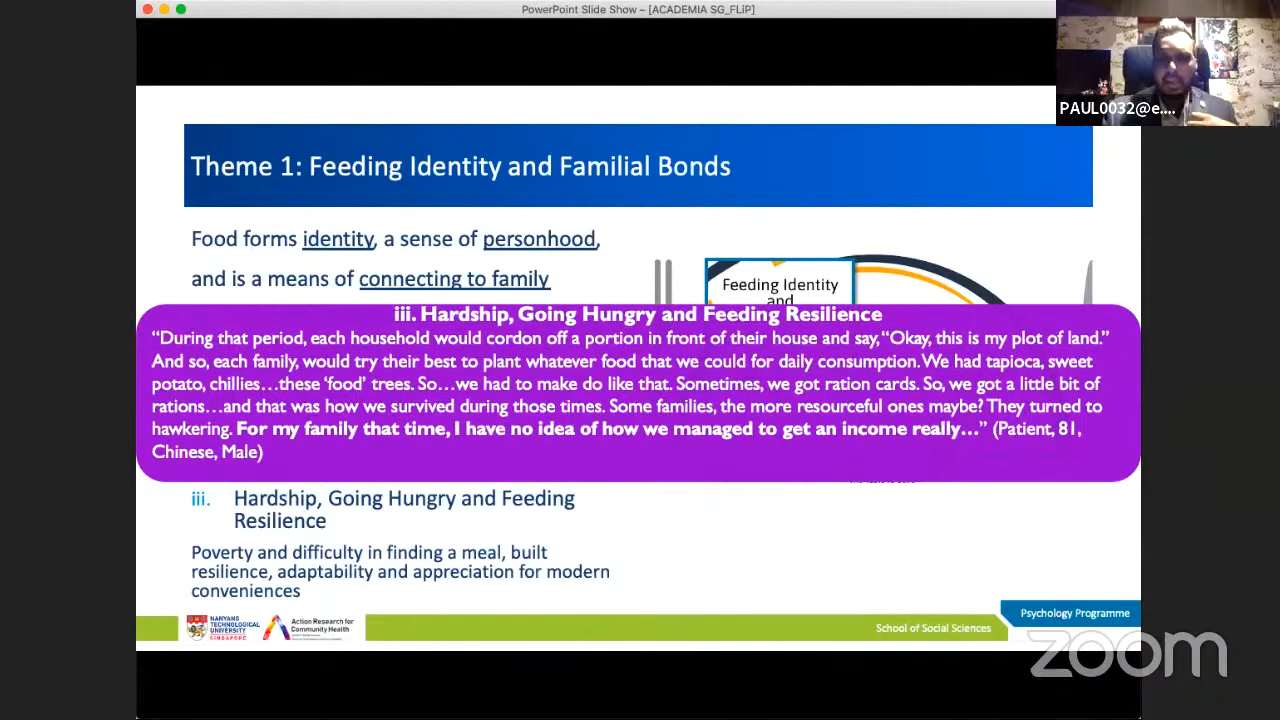 PowerPoint Slide Show – [ACADEMIA SG_FLiP]
PAUL0032@e....
Theme 1: Feeding Identity and Familial Bonds
Food forms identity, a sense of personhood,
and is a means of connecting to family
Feeding Identity
and
iii. Hardship, Going Hungry and Feeding Resilience
“During that period, each household would cordon off a portion in front of their house and say, “Okay, this is my plot of land.”
And so, each family, would try their best to plant whatever food that we could for daily consumption. We had tapioca, sweet
potato, chillies…these ‘food’ trees. So…we had to make do like that. Sometimes, we got ration cards. So, we got a little bit of
rations…and that was how we survived during those times. Some families, the more resourceful ones maybe? They turned to
hawkering. For my family that time, I have no idea of how we managed to get an income really…” (Patient, 81,
Chinese, Male)
iii. Hardship, Going Hungry and Feeding
Resilience
Poverty and difficulty in finding a meal, built
resilience, adaptability and appreciation for modern
conveniences
NANYANG
TECHNOLOGICAL
UNIVERSITY
SINGAPORE
Action Research for
Community Health
School of Social Sciences
Psychology Programme
zoom